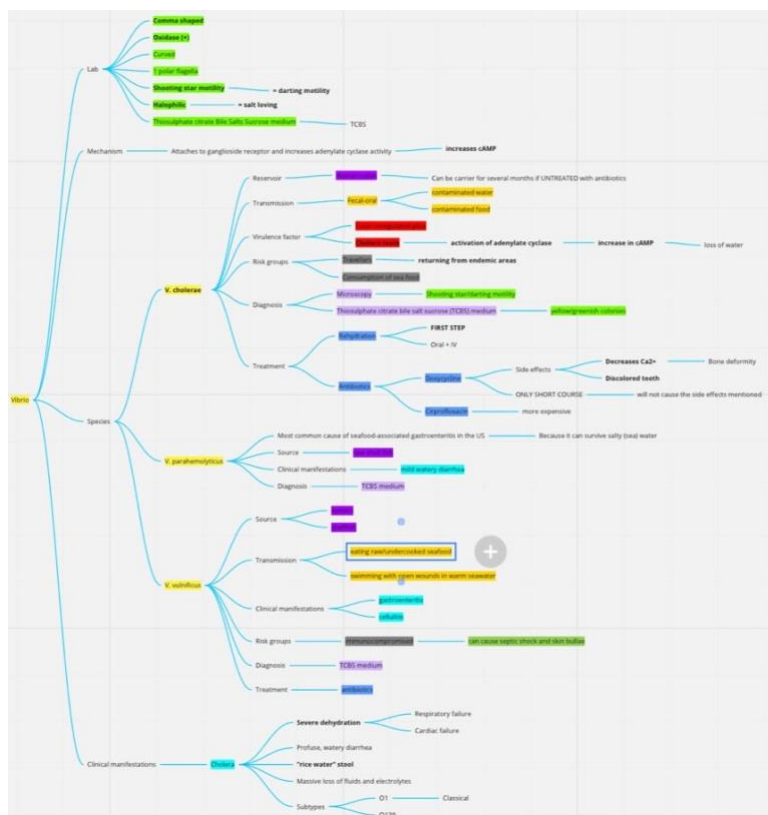 Vibrio
Lab
Comma shaped
Oxidase (+)
Curved
1 polar flagella
Shooting star motility
= darting motility
Halophilic
= salt loving
Thiosulphate citrate Bile Salts Sucrose medium
TCBS
Mechanism
Attaches to ganglioside receptor and increases adenylate cyclase activity
increases cAMP
Species
V. cholerae
Reservoir
Can be carrier for several months if UNTREATED with antibiotics
Transmission
Fecal-oral
contaminated water
contaminated food
Virulence factor
activation of adenylate cyclase
increase in cAMP
loss of water
Risk groups
Travellers
returning from endemic areas
Consumption of sea food
Diagnosis
Microscopy
Shooting star/darting motility
Thiosulphate citrate bile salt sucrose (TCBS) medium
yellow/greenish colonies
Treatment
Rehydration
FIRST STEP
Oral + IV
Antibiotics
Doxycycline
Side effects
Decreases Ca2+
Bone deformity
Discolored teeth
ONLY SHORT COURSE
will not cause the side effects mentioned
Ciprofloxacin
more expensive
V. parahemolyticus
Most common cause of seafood-associated gastroenteritis in the US
Because it can survive salty (sea) water
Source
Clinical manifestations
mild watery diarrhea
Diagnosis
TCBS medium
V. vulnificus
Source
Transmission
eating raw/undercooked seafood
swimming with open wounds in warm seawater
Clinical manifestations
gastroenteritis
cellulitis
Risk groups
immunocompromised
can cause septic shock and skin bullae
Diagnosis
TCBS medium
Treatment
antibiotics
Clinical manifestations
Cholera
Severe dehydration
Respiratory failure
Cardiac failure
Profuse, watery diarrhea
"rice water" stool
Massive loss of fluids and electrolytes
Subtypes
O1
Classical